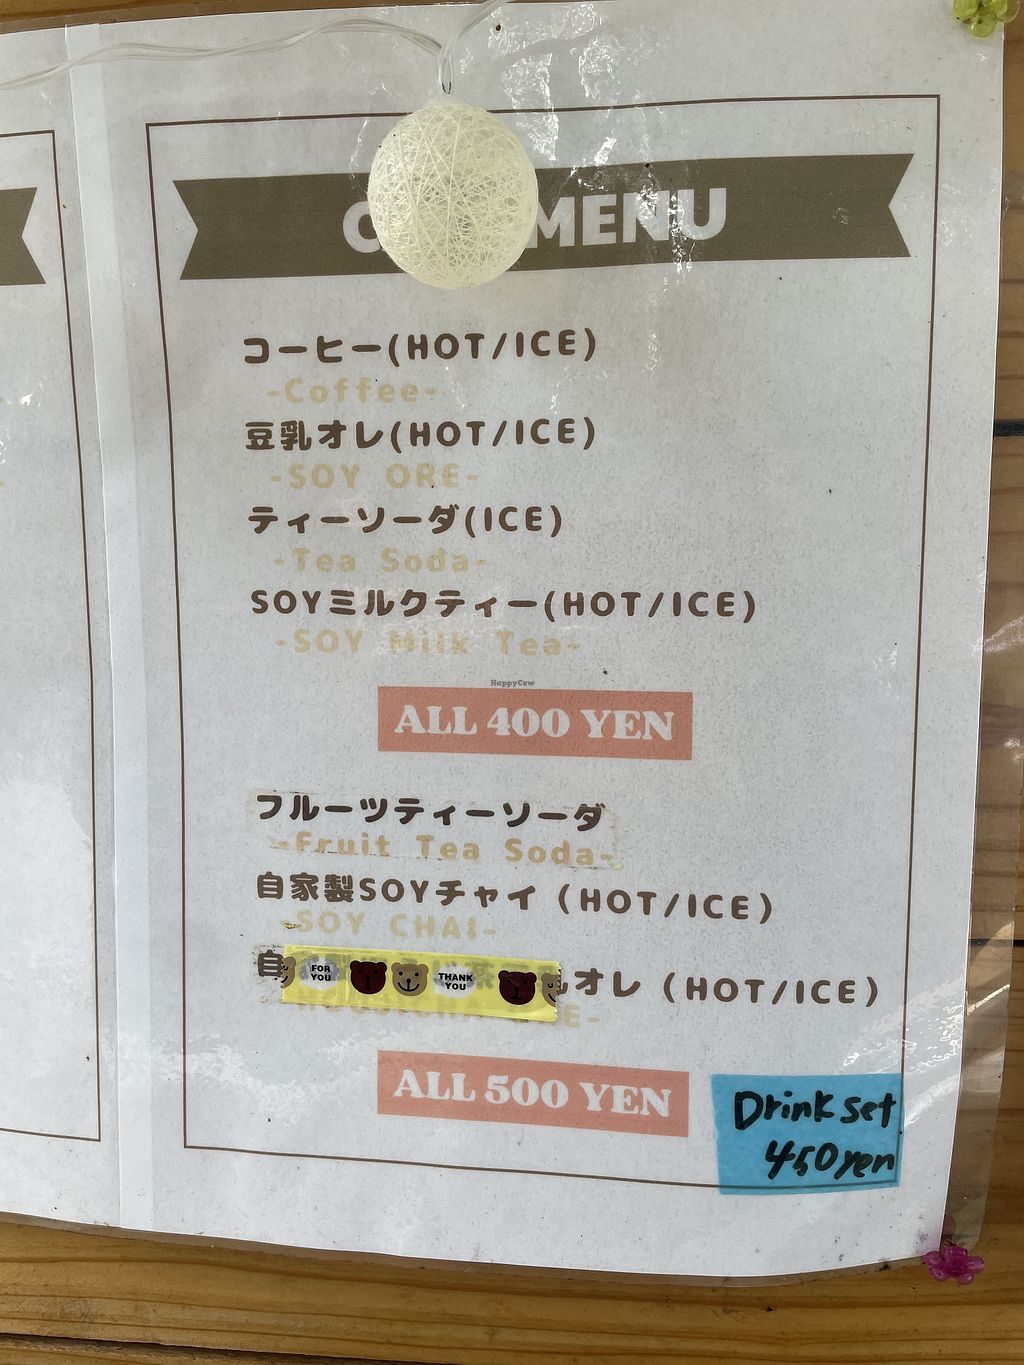 MENU
コーヒー(HOT/ICE)
-Coffee-
豆乳オレ(HOT/ICE)
-SOY ORE-
ティーソーダ(ICE)
-Tea Soda-
SOYミルクティー(HOT/ICE)
-SOY Milk Tea-
HappyCow
ALL 400 YEN
フルーツティーソーダ
-Fruit Tea Soda-
自家製SOYチャイ (HOT/ICE)
-SOY CHAI-
自 オレ (HOT/ICE)
FOR YOU
THANK YOU
ALL 500 YEN
Drink set
450yen